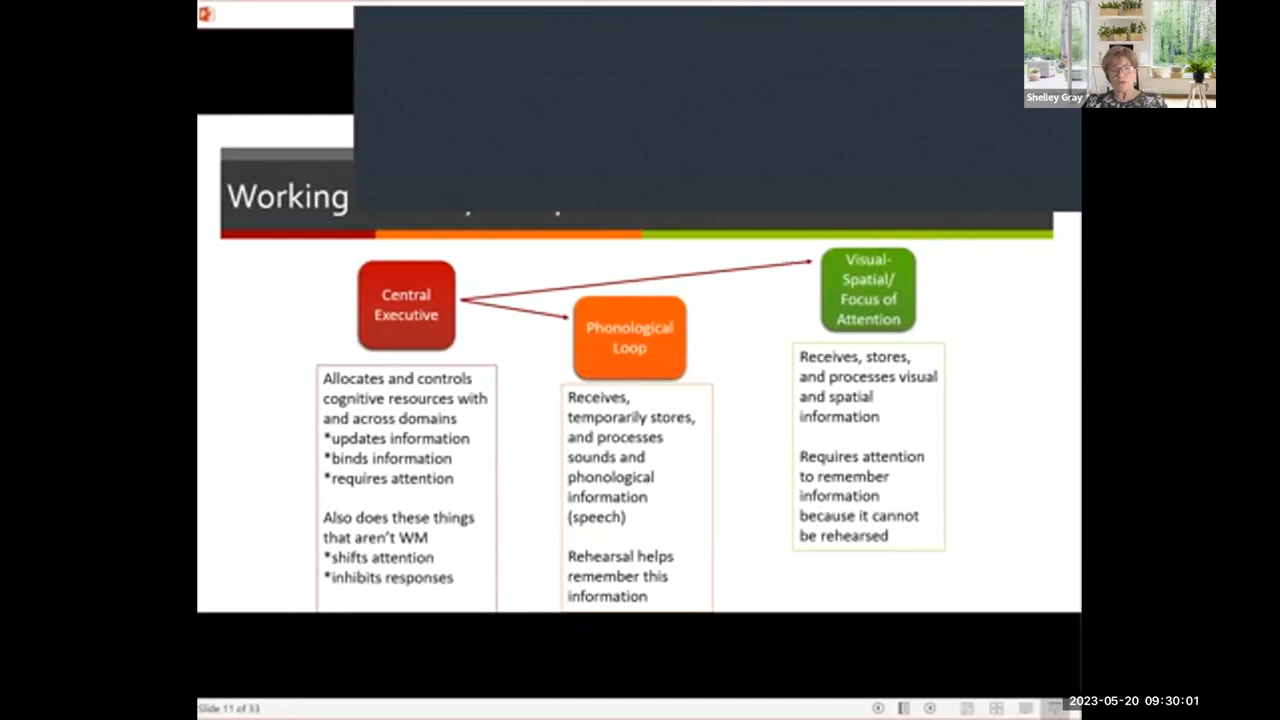 Shelley Gray
Working
Central
Executive
Phonological
Loop
Visual-
Spatial/
Focus of
Attention
Allocates and controls
cognitive resources with
and across domains
*updates information
*binds information
*requires attention
Also does these things
that aren't WM
*shifts attention
*inhibits responses
Receives,
temporarily stores,
and processes
sounds and
phonological
information
(speech)
Rehearsal helps
remember this
information
Receives, stores,
and processes visual
and spatial
information
Requires attention
to remember
information
because it cannot
be rehearsed
Slide 11 of 33
2023-05-20 09:30:01